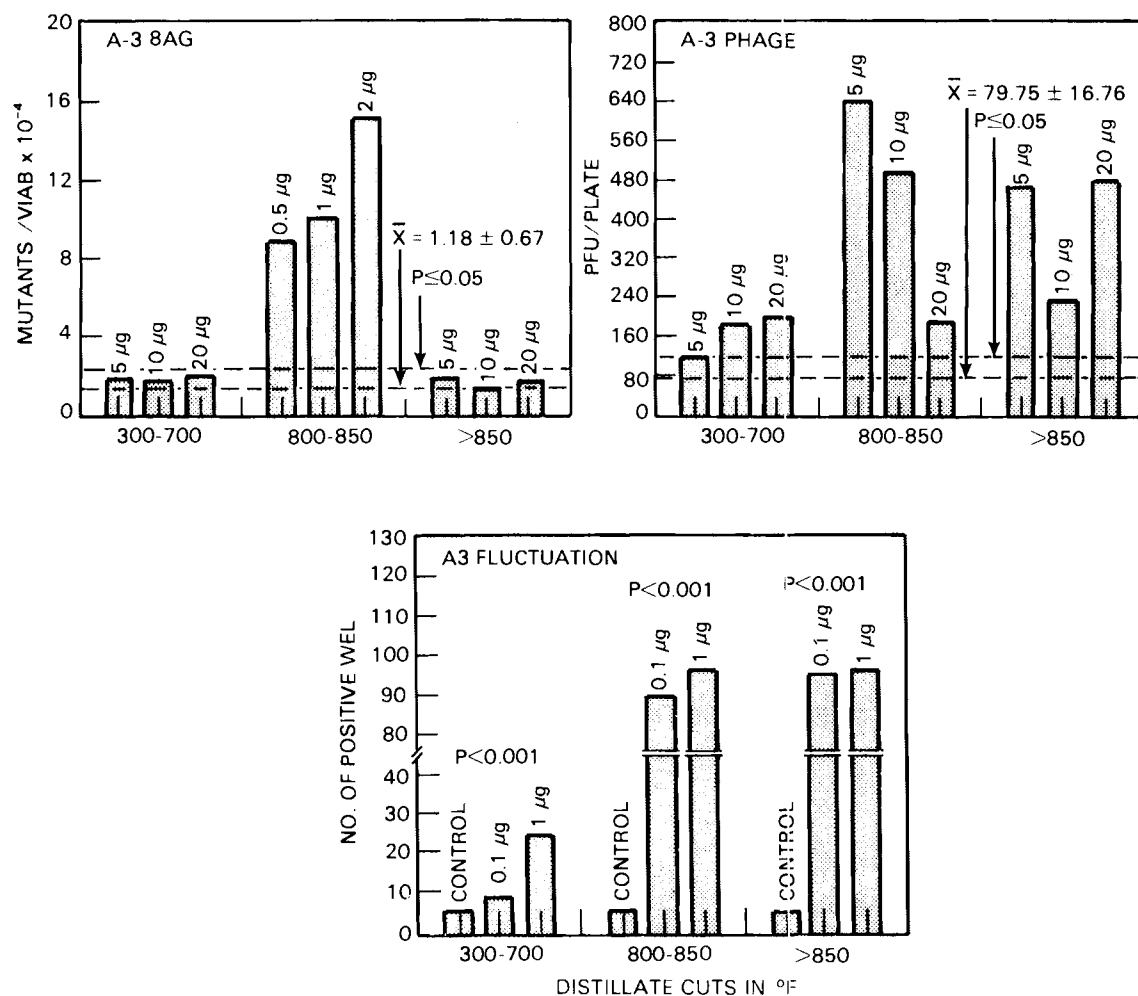 A-3 8AG
MUTANTS /VIAB x 10⁻⁴
20
16
12
8
4
0
5 µg
10 µg
20 µg
0.5 µg
1 µg
2 µg
X̄ = 1.18 ± 0.67
P≤0.05
5 µg
10 µg
20 µg
300-700
800-850
>850
A-3 PHAGE
PFU/PLATE
800
720
640
560
480
400
320
240
160
80
0
5 µg
10 µg
20 µg
5 µg
10 µg
20 µg
X̄ = 79.75 ± 16.76
P≤0.05
5 µg
10 µg
20 µg
300-700
800-850
>850
A3 FLUCTUATION
NO. OF POSITIVE WEL
130
120
110
100
90
80
40
30
20
10
0
P<0.001
CONTROL
0.1 µg
1 µg
P<0.001
CONTROL
0.1 µg
1 µg
P<0.001
CONTROL
0.1 µg
1 µg
300-700
800-850
>850
DISTILLATE CUTS IN ºF